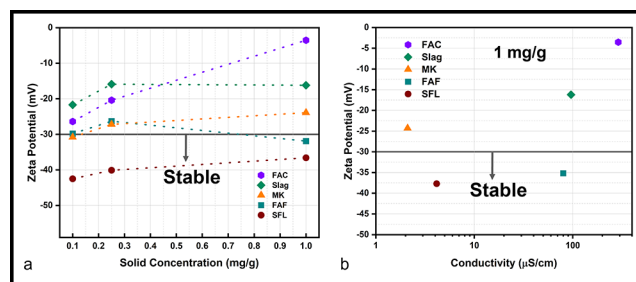 0
-10
-20
-30
-40
-50
Zeta Potential (mV)
0.1 0.2 0.3 0.4 0.5 0.6 0.7 0.8 0.9 1.0
Solid Concentration (mg/g)
Stable
FAC
Slag
MK
FAF
SFL
a
0
-5
-10
-15
-20
-25
-30
-35
-40
-45
-50
Zeta Potential (mV)
1 10 100
Conductivity (µS/cm)
FAC
Slag
MK
FAF
SFL
1 mg/g
Stable
b